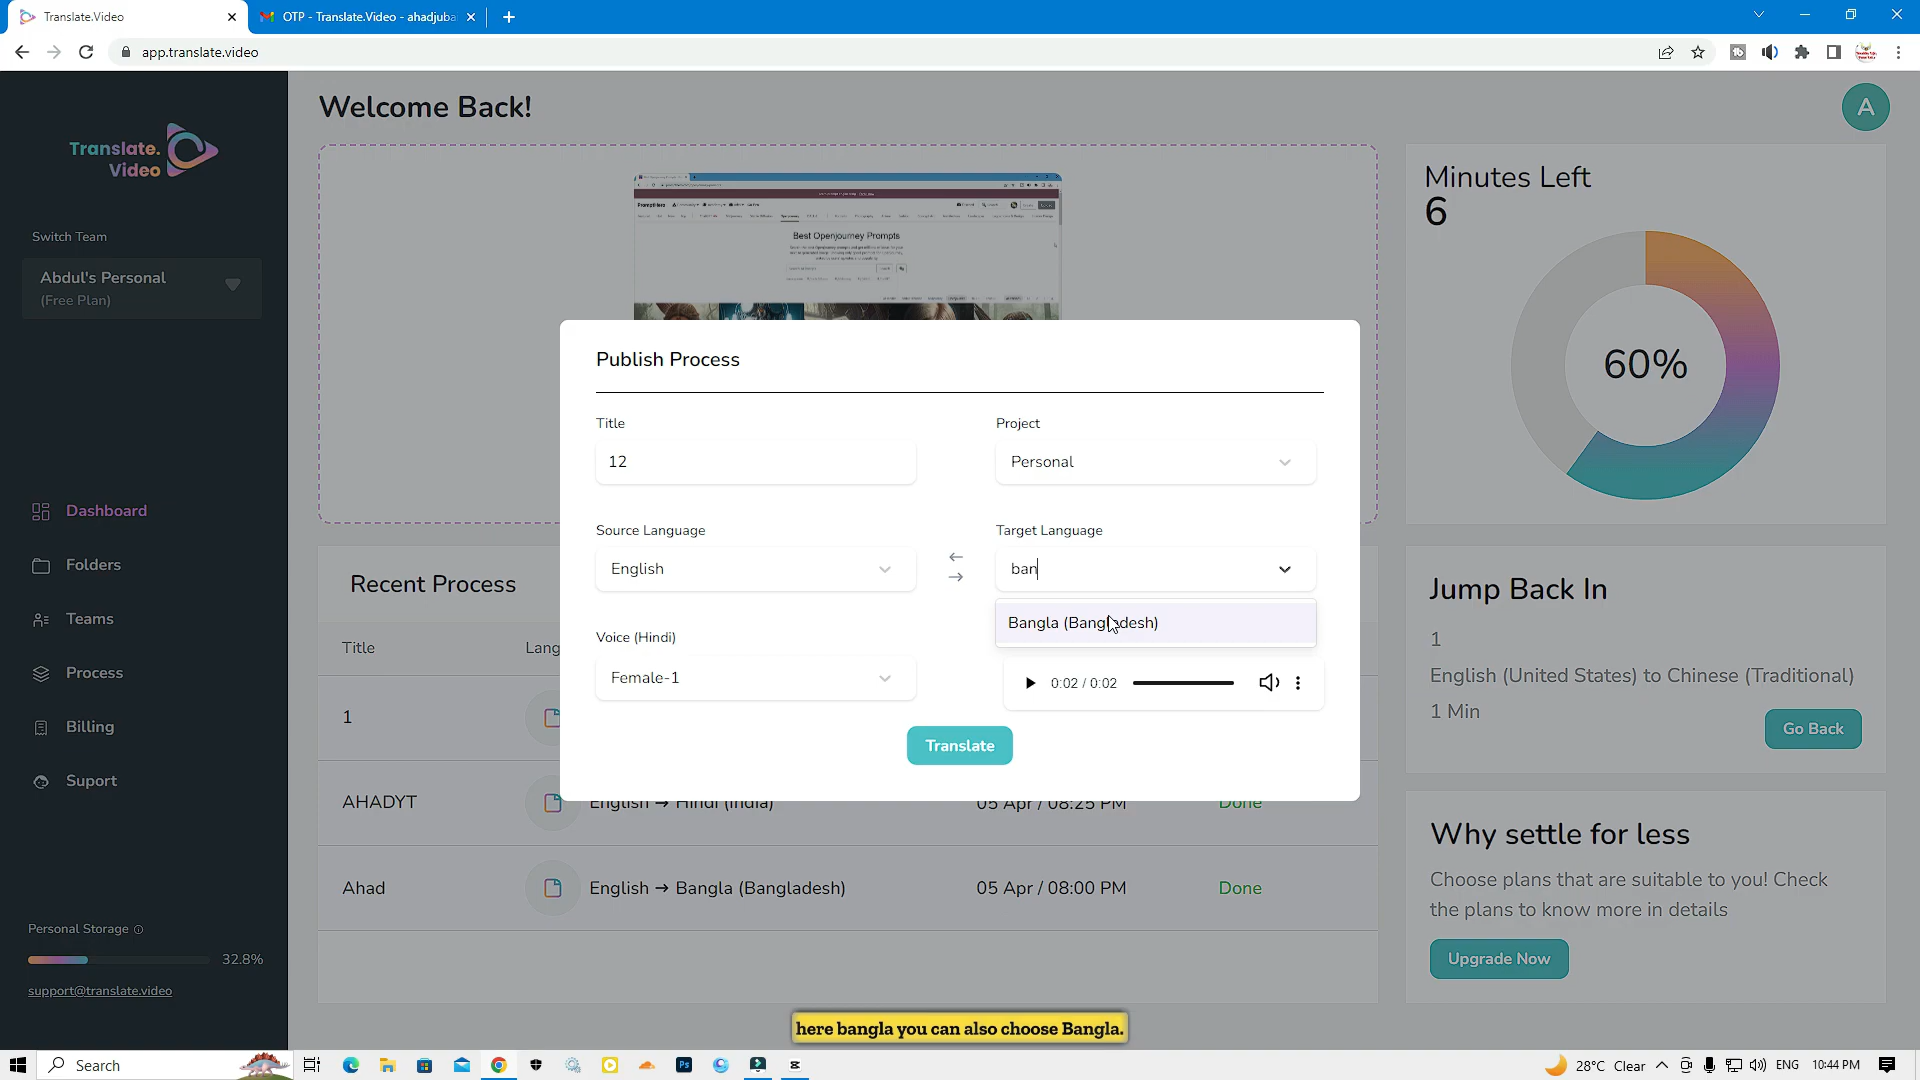 Translate.Video
OTP - Translate.Video - ahadjuba
app.translate.video
Translate.
Video
Switch Team
Abdul's Personal
(Free Plan)
Dashboard
Folders
Teams
Process
Billing
Suport
Personal Storage
32.8%
support@translate.video
Welcome Back!
A
PromptHero
Best Openjourney Prompts
Publish Process
Title
12
Project
Personal
Source Language
English
Target Language
ban
Bangla (Bangladesh)
Voice (Hindi)
Female-1
0:02 / 0:02
Translate
Recent Process
Title
Lang
1
AHADYT
English → Hindi (India)
05 Apr / 08:25 PM
Done
Ahad
English → Bangla (Bangladesh)
05 Apr / 08:00 PM
Done
Minutes Left
6
60%
Jump Back In
1
English (United States) to Chinese (Traditional)
1 Min
Go Back
Why settle for less
Choose plans that are suitable to you! Check
the plans to know more in details
Upgrade Now
here bangla you can also choose Bangla.
Search
Ps
28°C Clear
ENG
10:44 PM